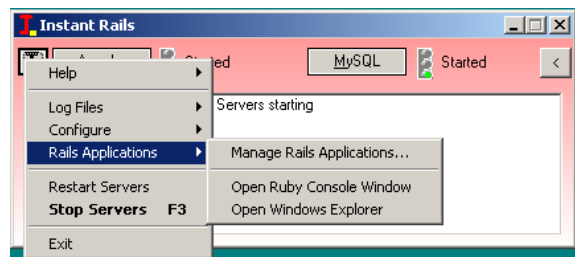 Instant Rails
MySQL Started <
Help
Log Files Servers starting
Configure
Rails Applications Manage Rails Applications...
Restart Servers Open Ruby Console Window
Stop Servers F3 Open Windows Explorer
Exit